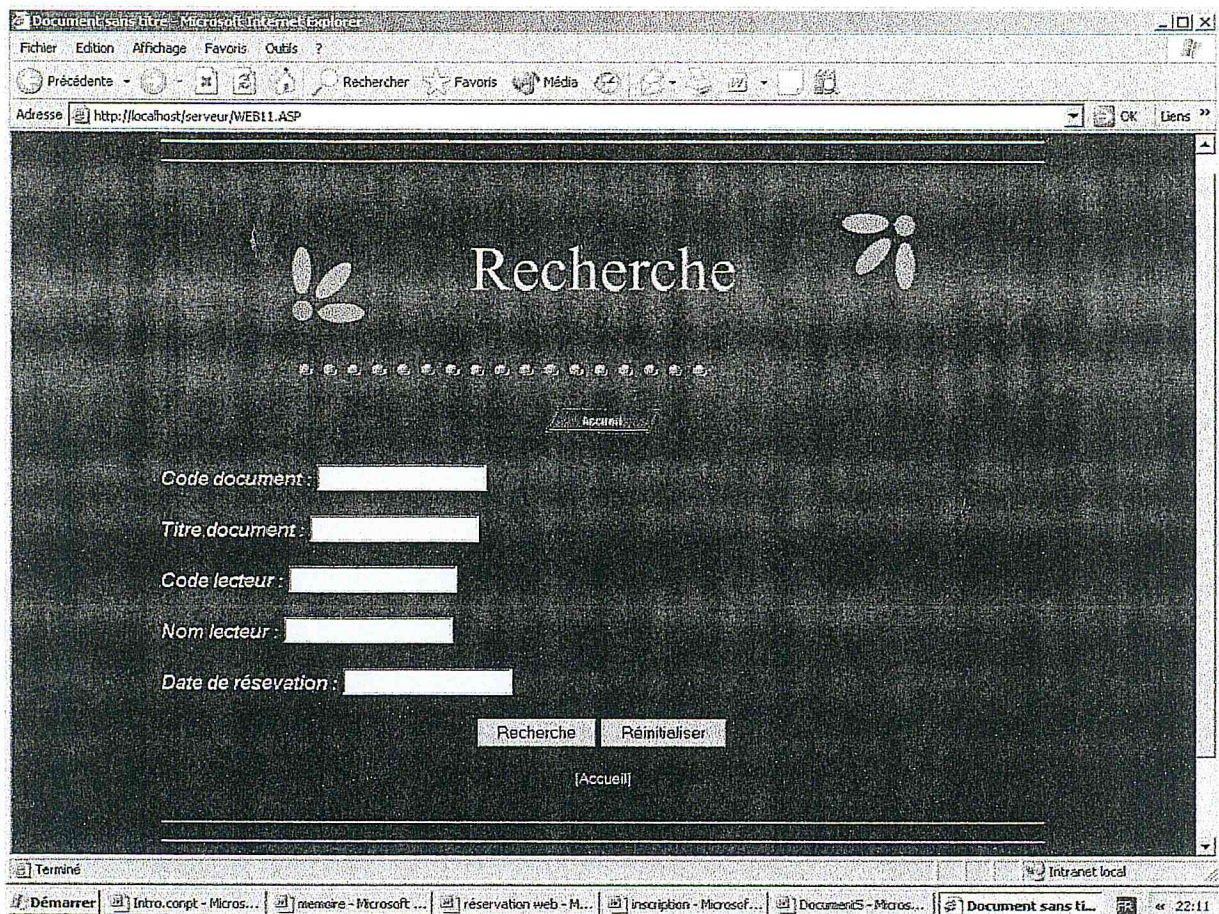 Document sans titre - Microsoft Internet Explorer
Fichier Edition Affichage Favoris Outils ?
Précédente Rechercher Favoris Média
Adresse http://localhost/serveur/WEB11.ASP OK Liens »
Recherche
Accueil
Code document :
Titre document :
Code lecteur :
Nom lecteur :
Date de résevation :
Recherche Réinitialiser
[Accueil]
Terminé Intranet local
Démarrer Intro.conpt - Micros... memoire - Microsoft ... réservation web - M... inscription - Microsof... Document5 - Micros... Document sans ti... FR « 22:11